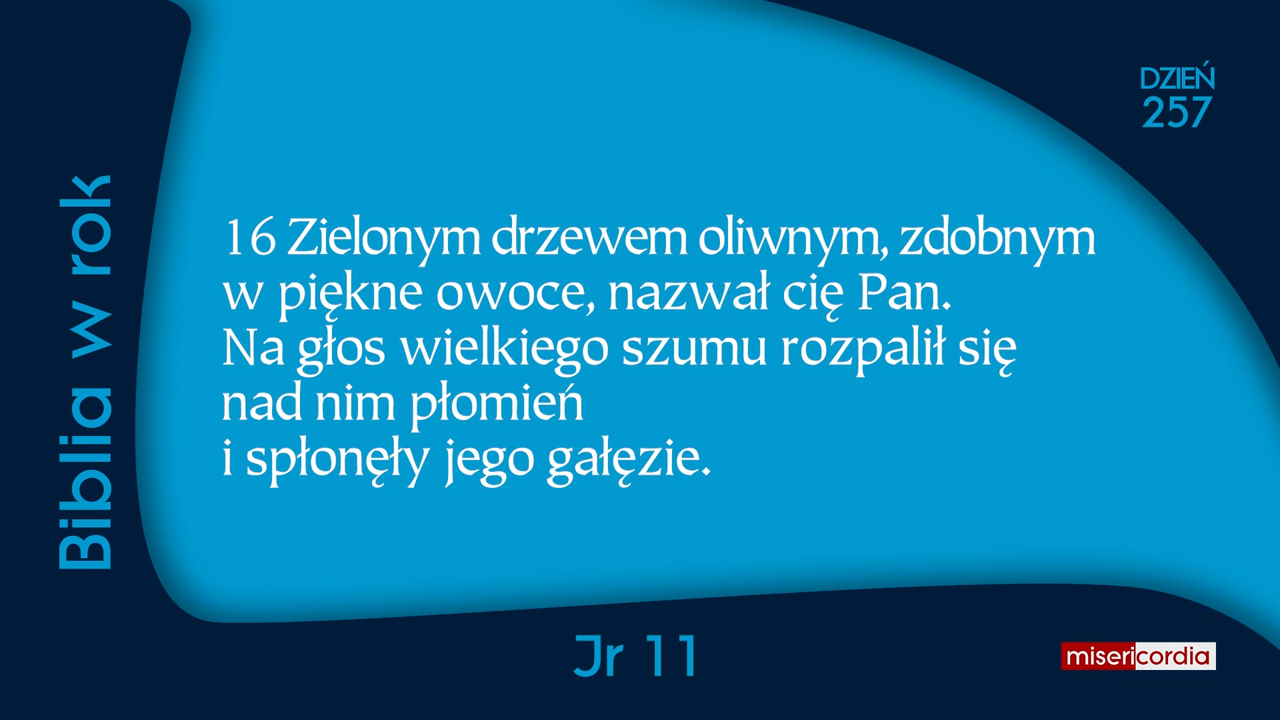 DZIEŃ
257
Biblia w rok
16 Zielonym drzewem oliwnym, zdobnym
w piękne owoce, nazwał cię Pan.
Na głos wielkiego szumu rozpalił się
nad nim płomień
i spłonęły jego gałęzie.
Jr 11
misericordia